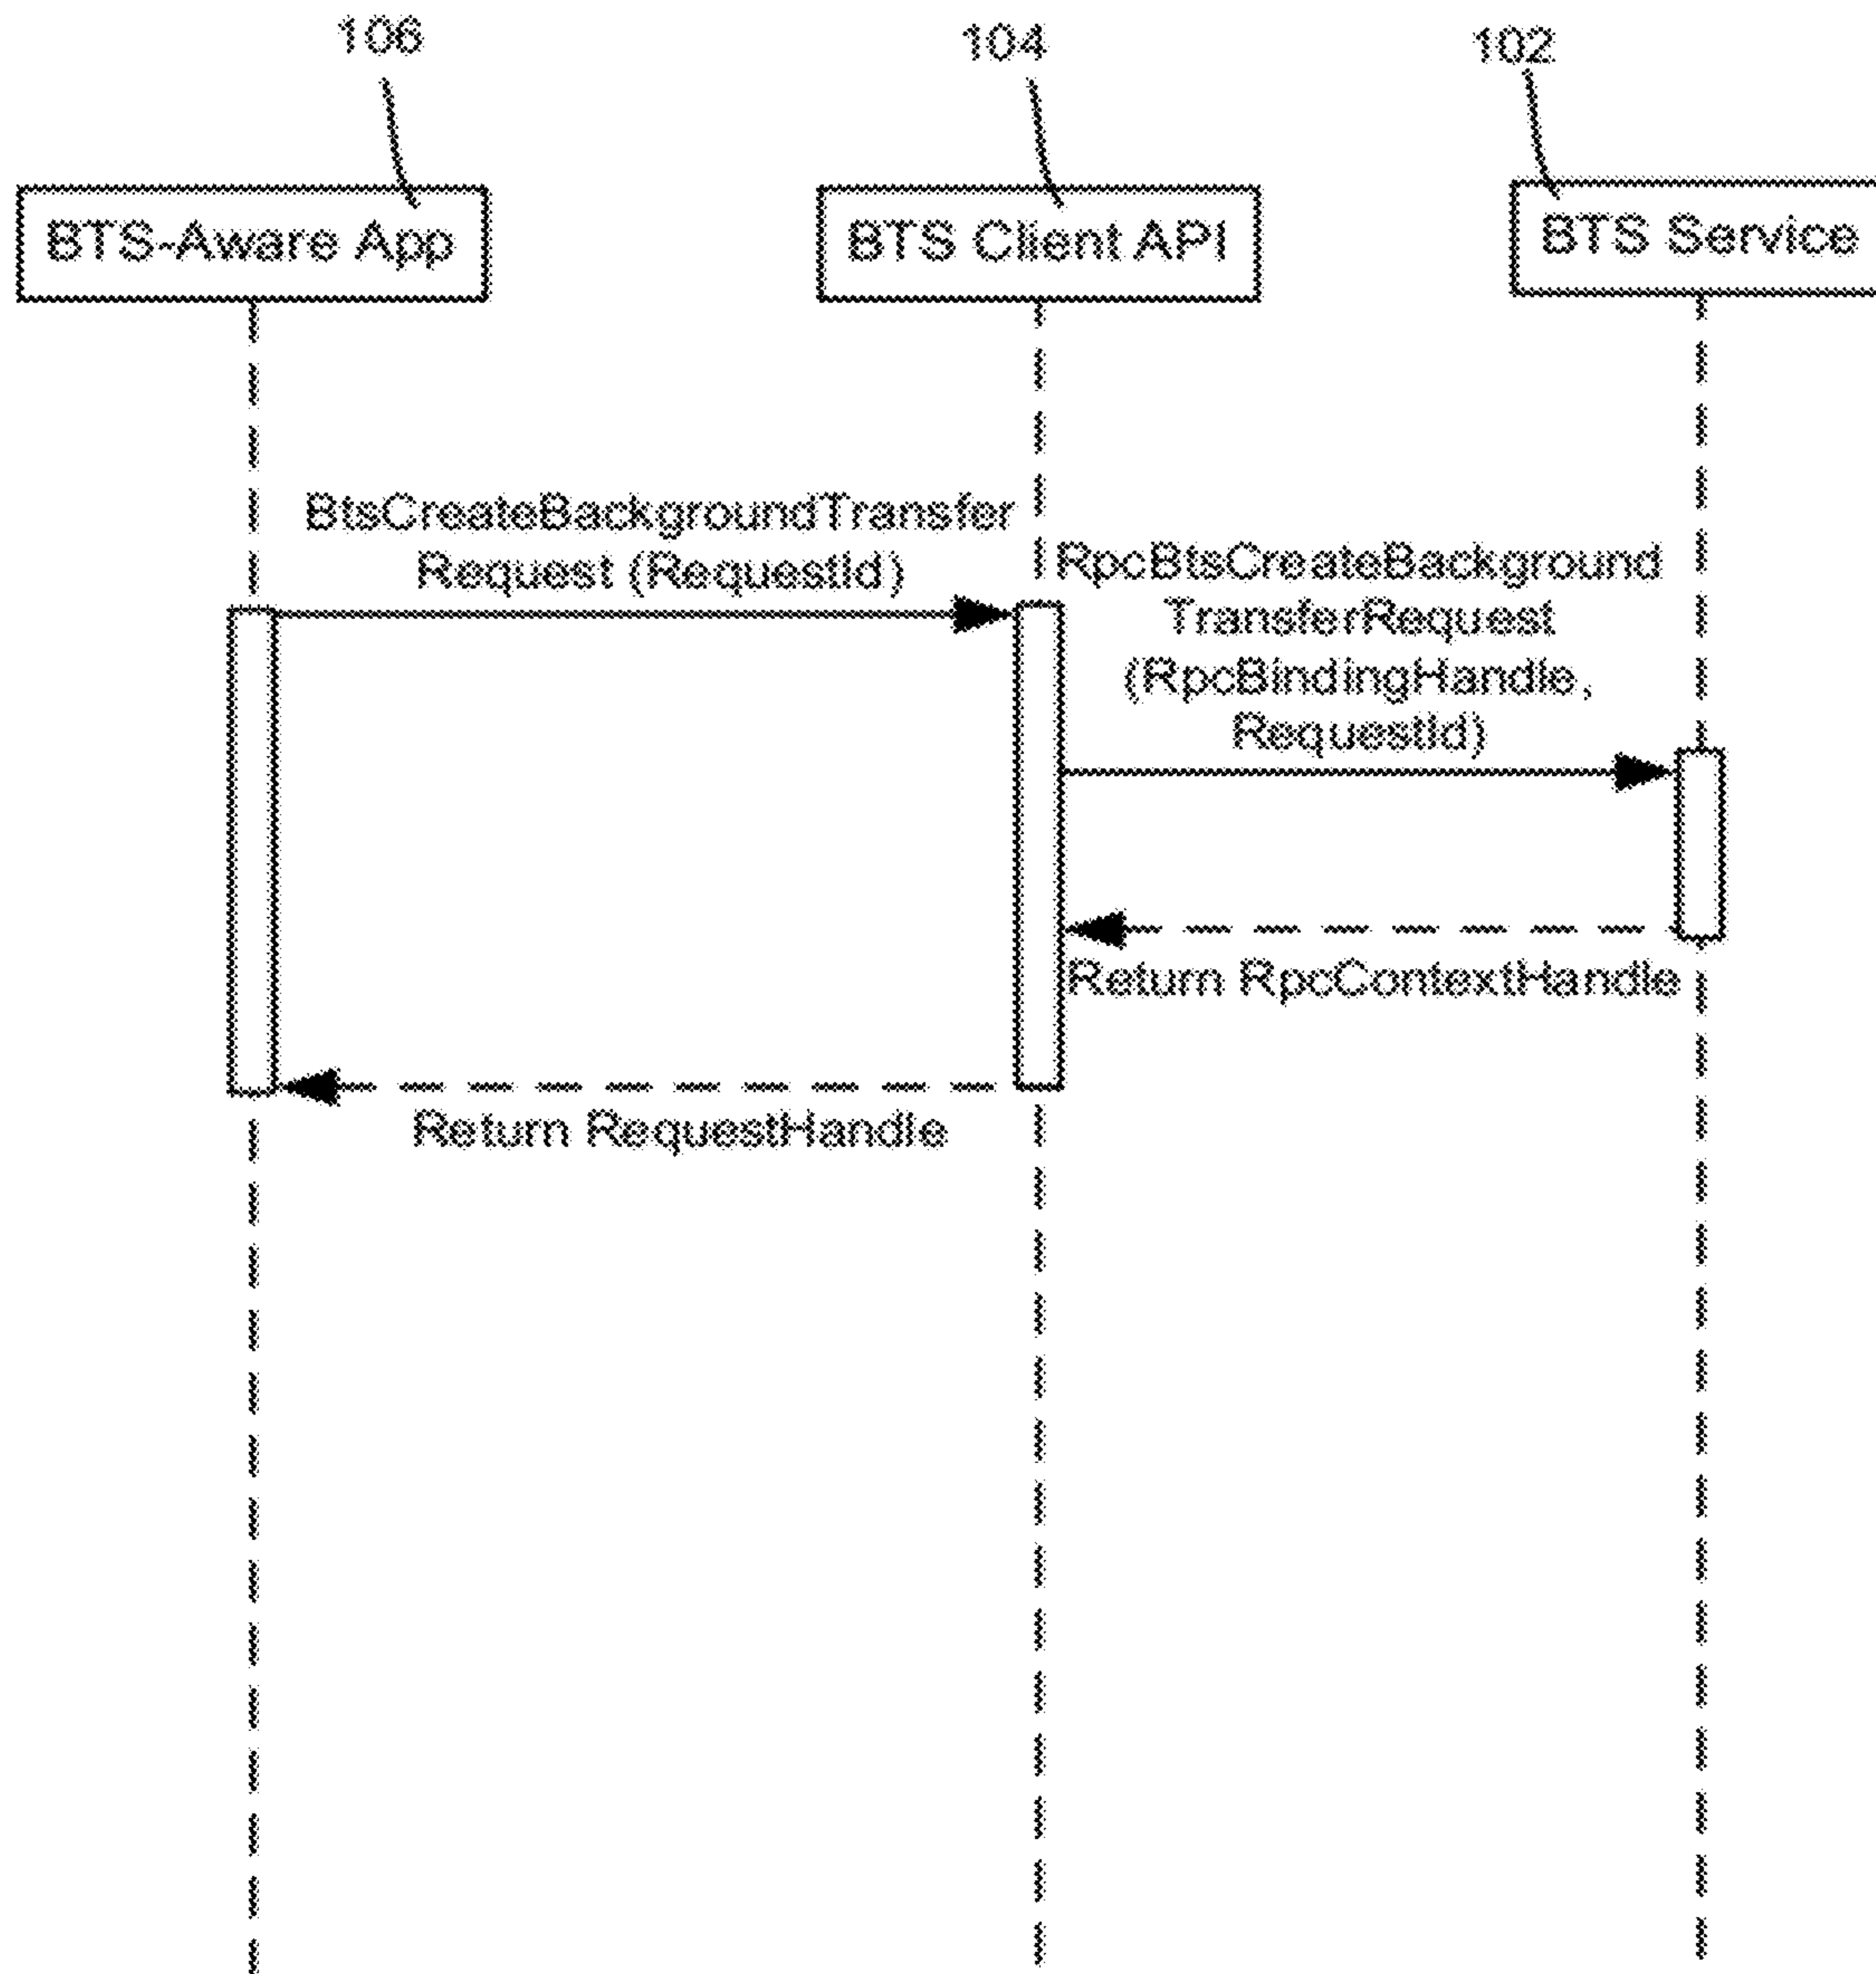 106
104
102
BTS-Aware App
BTS Client API
BTS Service
BtsCreateBackgroundTransfer
Request (RequestId)
RpcBtsCreateBackground
TransferRequest
(RpcBindingHandle,
RequestId)
Return RpcContextHandle
Return RequestHandle